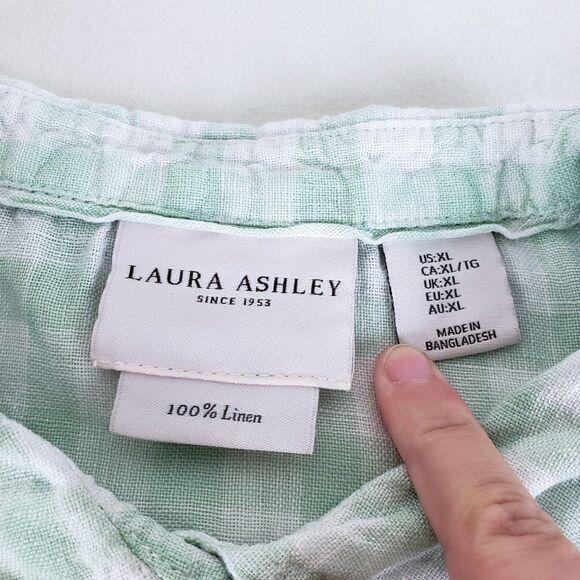 LAURA ASHLEY
SINCE 1953
100% Linen
US:XL
CA:XL/TG
UK:XL
EU:XL
AU:XL
MADE IN
BANGLADESH